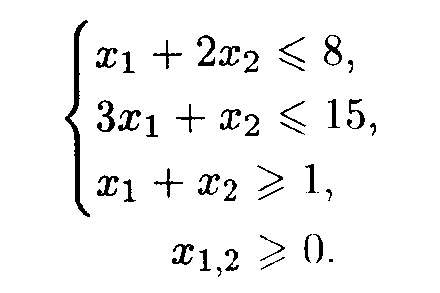 x₁ + 2x₂ ⩽ 8,
3x₁ + x₂ ⩽ 15,
x₁ + x₂ ⩾ 1,
x₁,₂ ⩾ 0.